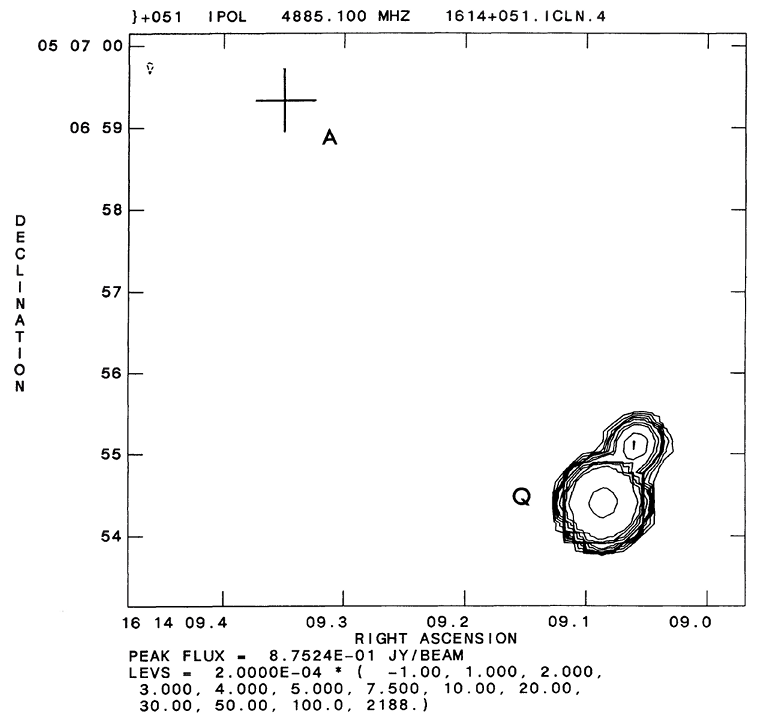 }+051 IPOL 4885.100 MHZ 1614+051.ICLN.4
05 07 00
06 59
A
58
57
56
55
Q
54
DECLINATION
16 14 09.4 09.3 09.2 09.1 09.0
RIGHT ASCENSION
PEAK FLUX = 8.7524E-01 JY/BEAM
LEVS = 2.0000E-04 * ( -1.00, 1.000, 2.000,
3.000, 4.000, 5.000, 7.500, 10.00, 20.00,
30.00, 50.00, 100.0, 2188.)